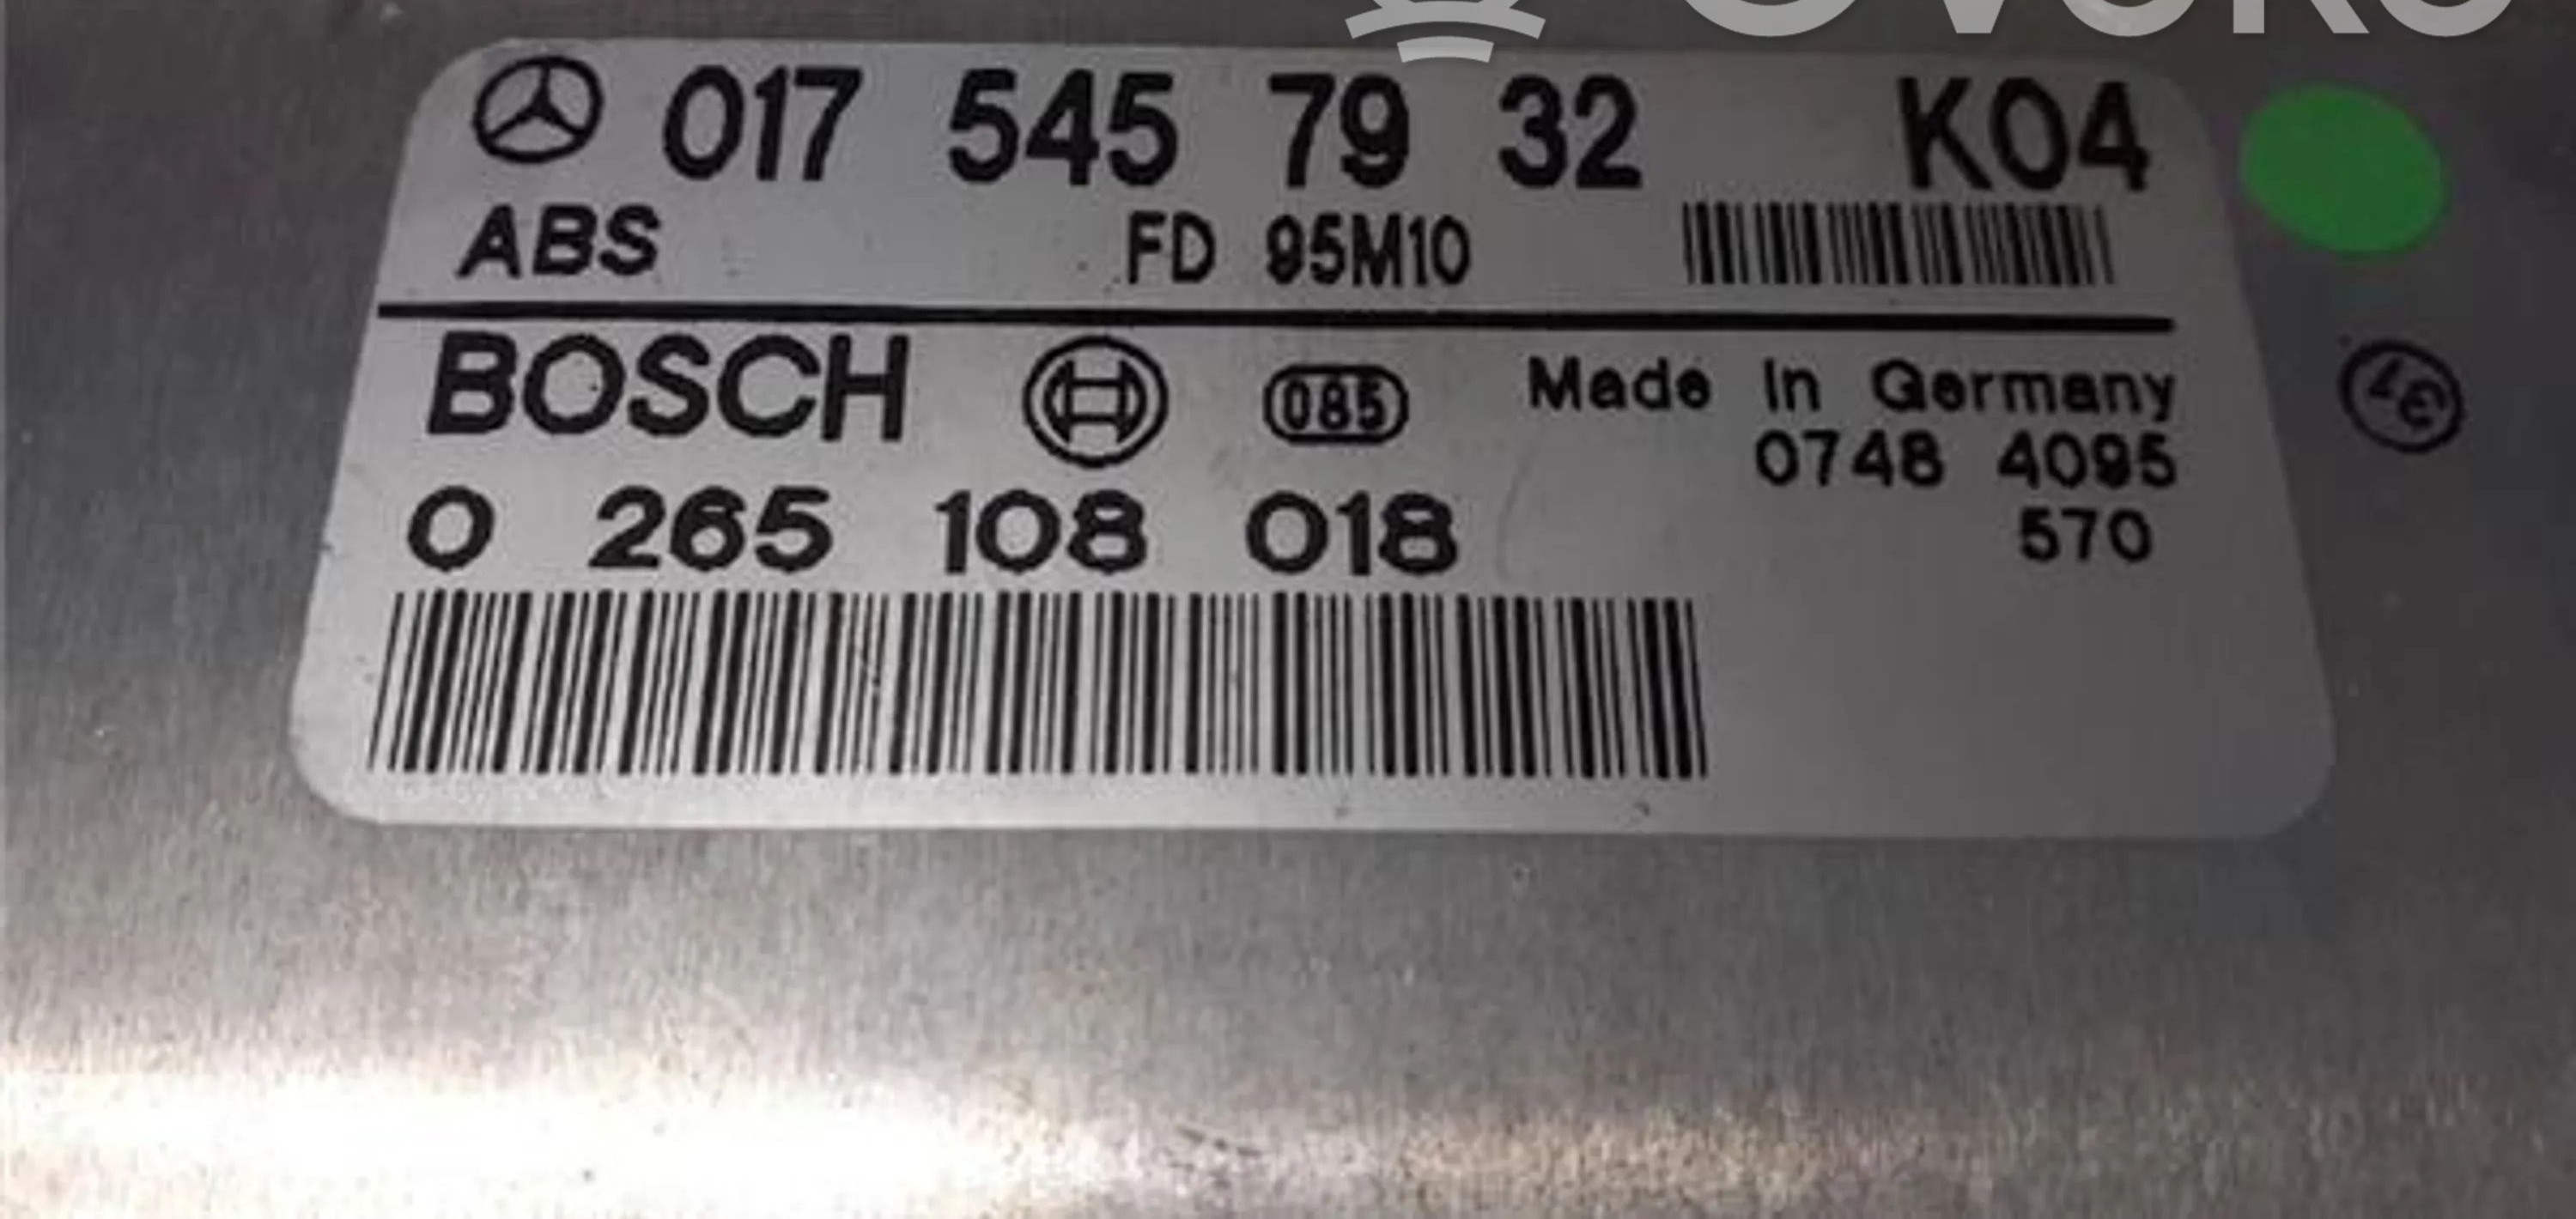 017 545 79 32 K04
ABS FD 95M10
BOSCH 085 Made In Germany
0748 4095
0 265 108 018 570
31